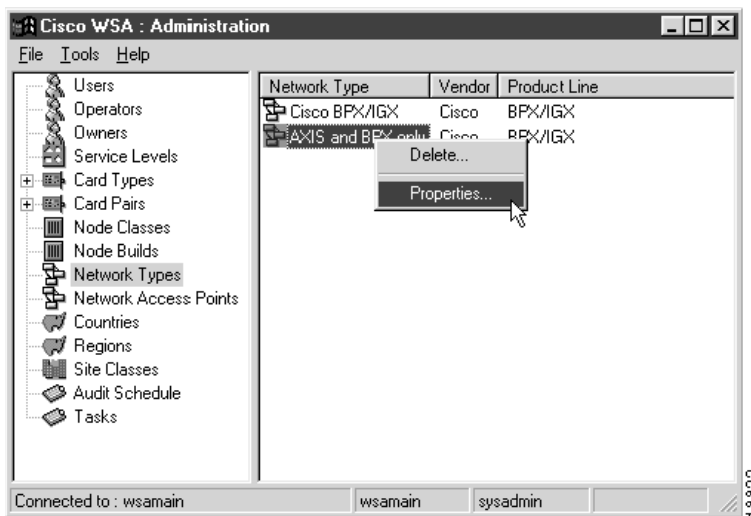 Cisco WSA : Administration
File Tools Help
Users
Operators
Owners
Service Levels
Card Types
Card Pairs
Node Classes
Node Builds
Network Types
Network Access Points
Countries
Regions
Site Classes
Audit Schedule
Tasks
Network Type Vendor Product Line
Cisco BPX/IGX Cisco BPX/IGX
AXIS and BPX only Cisco BPX/IGX
Delete...
Properties...
Connected to : wsamain wsamain sysadmin